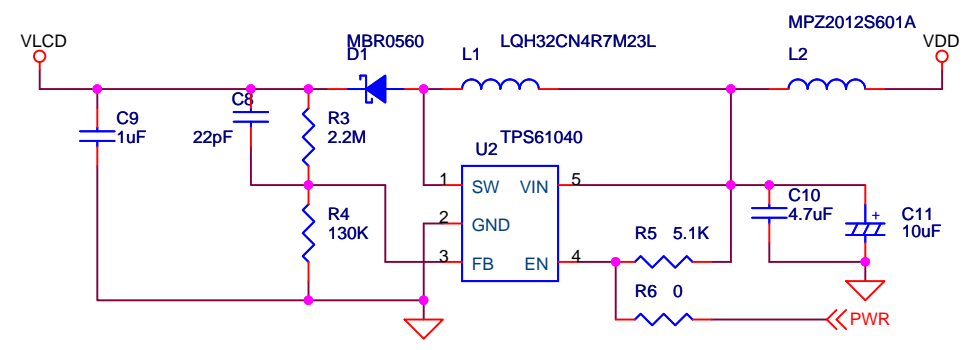 MPZ2012S601A
VLCD
MBR0560
LQH32CN4R7M23L
VDD
D1
L1
L2
C8
C9
1uF
22pF
R3
2.2M
U2
TPS61040
1
SW
VIN
5
C10
4.7uF
R4
130K
2
GND
C11
10uF
+
R5
5.1K
3
FB
EN
4
R6
0
PWR